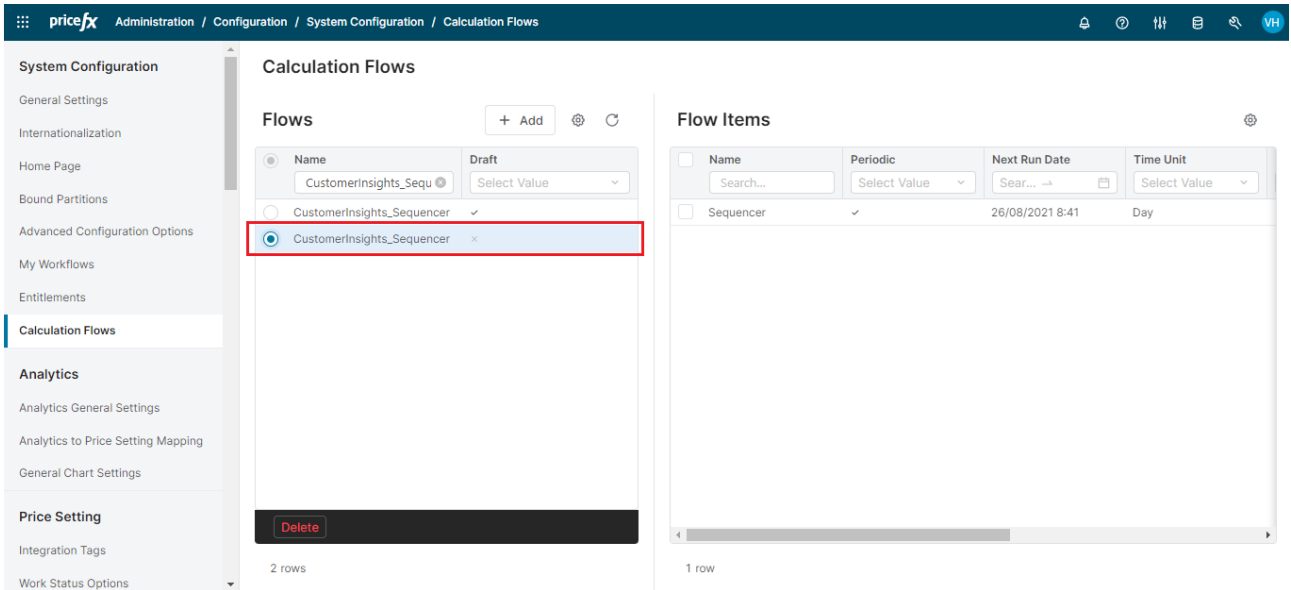 pricefx Administration / Configuration / System Configuration / Calculation Flows VH
System Configuration
General Settings
Internationalization
Home Page
Bound Partitions
Advanced Configuration Options
My Workflows
Entitlements
Calculation Flows
Analytics
Analytics General Settings
Analytics to Price Setting Mapping
General Chart Settings
Price Setting
Integration Tags
Work Status Options
Calculation Flows
Flows
+ Add
Name Draft
CustomerInsights_Sequ Select Value
CustomerInsights_Sequencer
CustomerInsights_Sequencer
Delete
2 rows
Flow Items
Name Periodic Next Run Date Time Unit
Search... Select Value Sear... Select Value
Sequencer 26/08/2021 8:41 Day
1 row